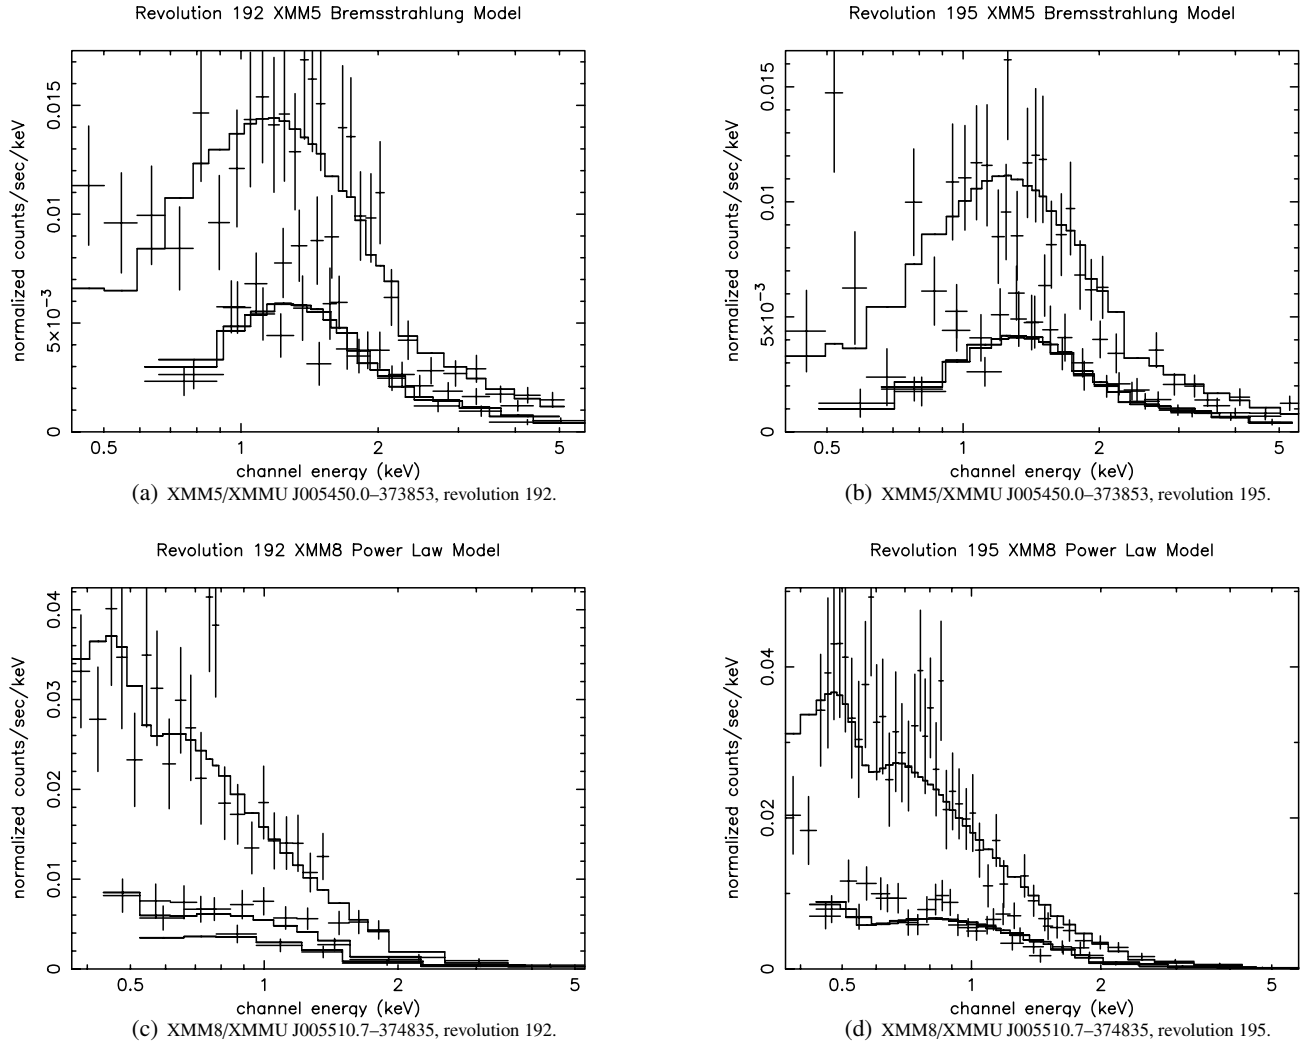 Revolution 192 XMM5 Bremsstrahlung Model
normalized counts/sec/keV
0.015
0.01
5×10−3
0
0.5
1
2
5
channel energy (keV)
(a) XMM5/XMMU J005450.0–373853, revolution 192.
Revolution 195 XMM5 Bremsstrahlung Model
normalized counts/sec/keV
0.015
0.01
5×10−3
0
0.5
1
2
5
channel energy (keV)
(b) XMM5/XMMU J005450.0–373853, revolution 195.
Revolution 192 XMM8 Power Law Model
normalized counts/sec/keV
0.04
0.03
0.02
0.01
0
0.5
1
2
5
channel energy (keV)
(c) XMM8/XMMU J005510.7–374835, revolution 192.
Revolution 195 XMM8 Power Law Model
normalized counts/sec/keV
0.04
0.02
0
0.5
1
2
5
channel energy (keV)
(d) XMM8/XMMU J005510.7–374835, revolution 195.